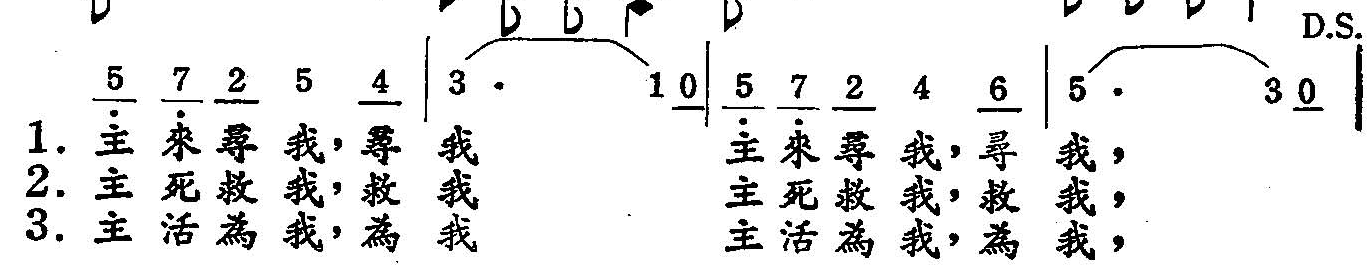 D.S.
5 7 2 5 4 | 3 · 1 0 | 5 7 2 4 6 | 5 · 3 0
1. 主來尋我，尋我 主來尋我，尋我，
2. 主死救我，救我 主死救我，救我，
3. 主活為我，為我 主活為我，為我，